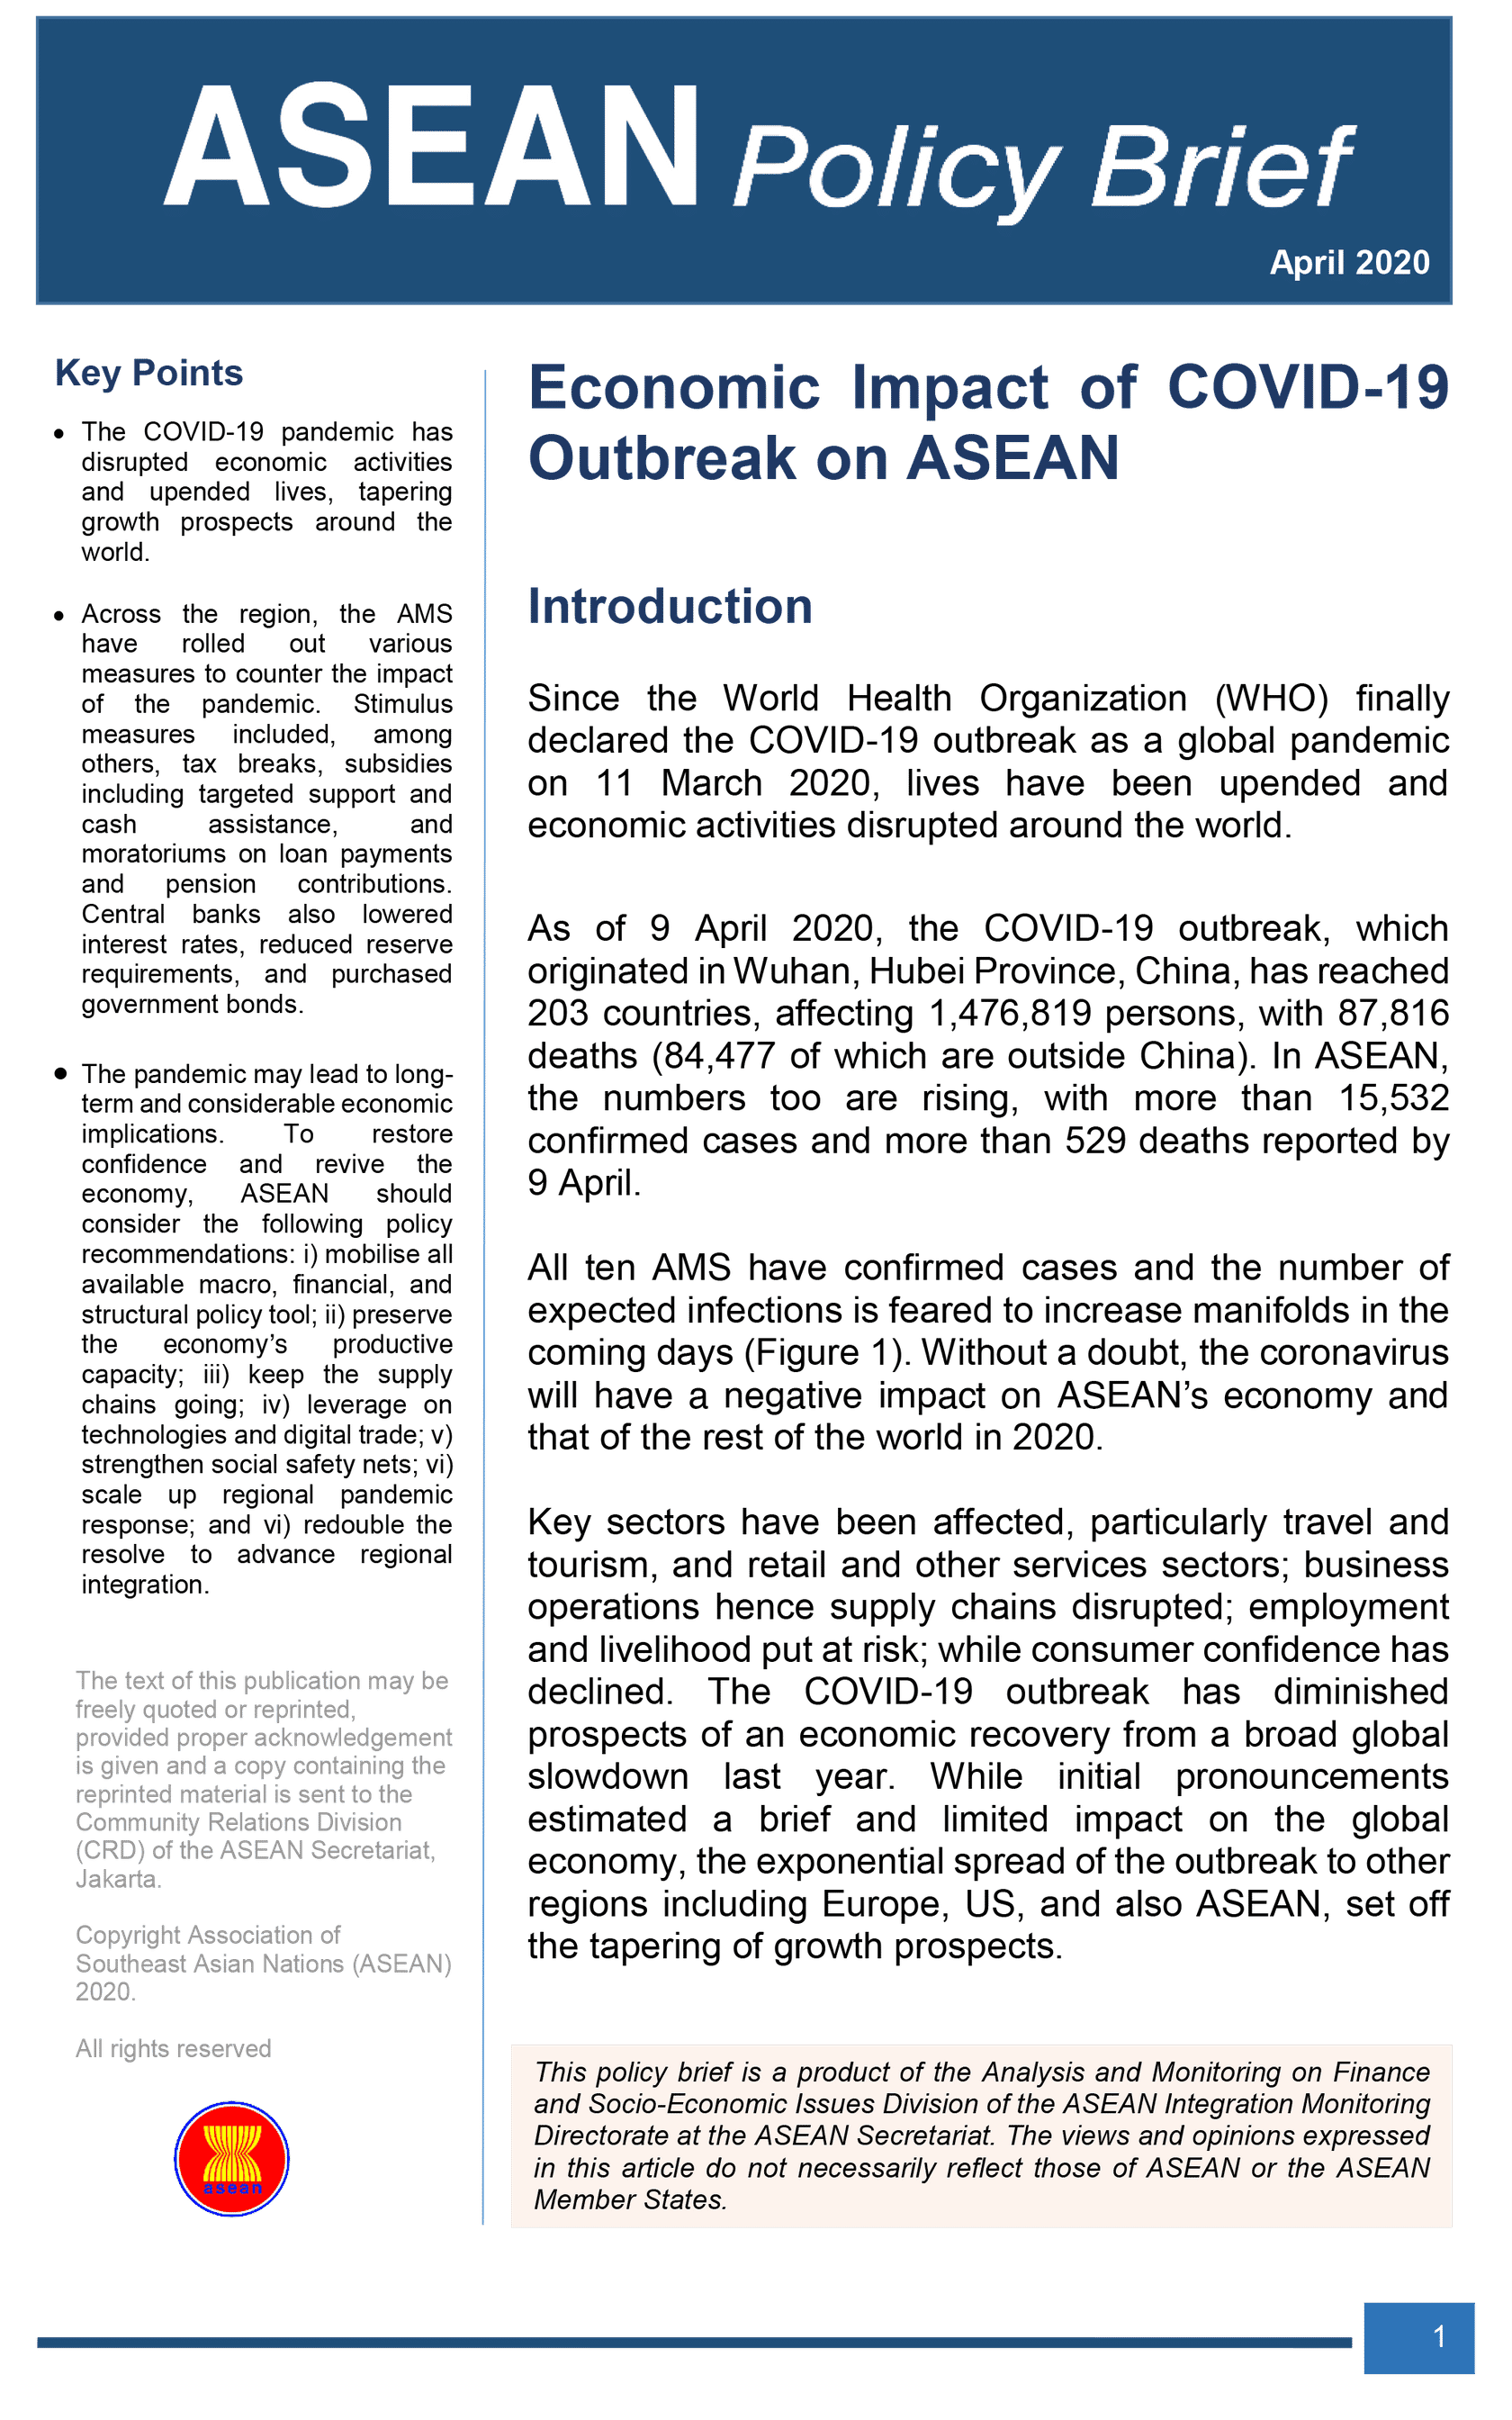 ASEAN Policy Brief
April 2020
Key Points
• The COVID-19 pandemic has
disrupted economic activities
and upended lives, tapering
growth prospects around the
world.
• Across the region, the AMS
have rolled out various
measures to counter the impact
of the pandemic. Stimulus
measures included, among
others, tax breaks, subsidies
including targeted support and
cash assistance, and
moratoriums on loan payments
and pension contributions.
Central banks also lowered
interest rates, reduced reserve
requirements, and purchased
government bonds.
• The pandemic may lead to long-
term and considerable economic
implications. To restore
confidence and revive the
economy, ASEAN should
consider the following policy
recommendations: i) mobilise all
available macro, financial, and
structural policy tool; ii) preserve
the economy’s productive
capacity; iii) keep the supply
chains going; iv) leverage on
technologies and digital trade; v)
strengthen social safety nets; vi)
scale up regional pandemic
response; and vi) redouble the
resolve to advance regional
integration.
The text of this publication may be
freely quoted or reprinted,
provided proper acknowledgement
is given and a copy containing the
reprinted material is sent to the
Community Relations Division
(CRD) of the ASEAN Secretariat,
Jakarta.
Copyright Association of
Southeast Asian Nations (ASEAN)
2020.
All rights reserved
asean
Economic Impact of COVID-19
Outbreak on ASEAN
Introduction
Since the World Health Organization (WHO) finally
declared the COVID-19 outbreak as a global pandemic
on 11 March 2020, lives have been upended and
economic activities disrupted around the world.
As of 9 April 2020, the COVID-19 outbreak, which
originated in Wuhan, Hubei Province, China, has reached
203 countries, affecting 1,476,819 persons, with 87,816
deaths (84,477 of which are outside China). In ASEAN,
the numbers too are rising, with more than 15,532
confirmed cases and more than 529 deaths reported by
9 April.
All ten AMS have confirmed cases and the number of
expected infections is feared to increase manifolds in the
coming days (Figure 1). Without a doubt, the coronavirus
will have a negative impact on ASEAN’s economy and
that of the rest of the world in 2020.
Key sectors have been affected, particularly travel and
tourism, and retail and other services sectors; business
operations hence supply chains disrupted; employment
and livelihood put at risk; while consumer confidence has
declined. The COVID-19 outbreak has diminished
prospects of an economic recovery from a broad global
slowdown last year. While initial pronouncements
estimated a brief and limited impact on the global
economy, the exponential spread of the outbreak to other
regions including Europe, US, and also ASEAN, set off
the tapering of growth prospects.
This policy brief is a product of the Analysis and Monitoring on Finance
and Socio-Economic Issues Division of the ASEAN Integration Monitoring
Directorate at the ASEAN Secretariat. The views and opinions expressed
in this article do not necessarily reflect those of ASEAN or the ASEAN
Member States.
1